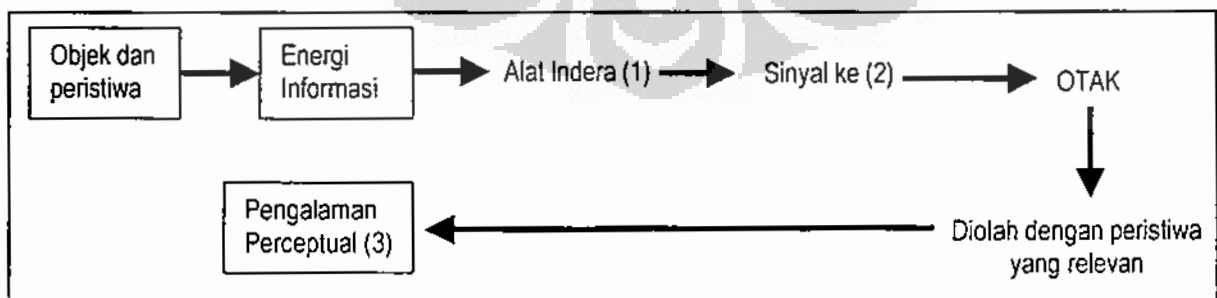 Objek dan
peristiwa
Energi
Informasi
Alat Indera (1)
Sinyal ke (2)
OTAK
Diolah dengan peristiwa
yang relevan
Pengalaman
Perceptual (3)